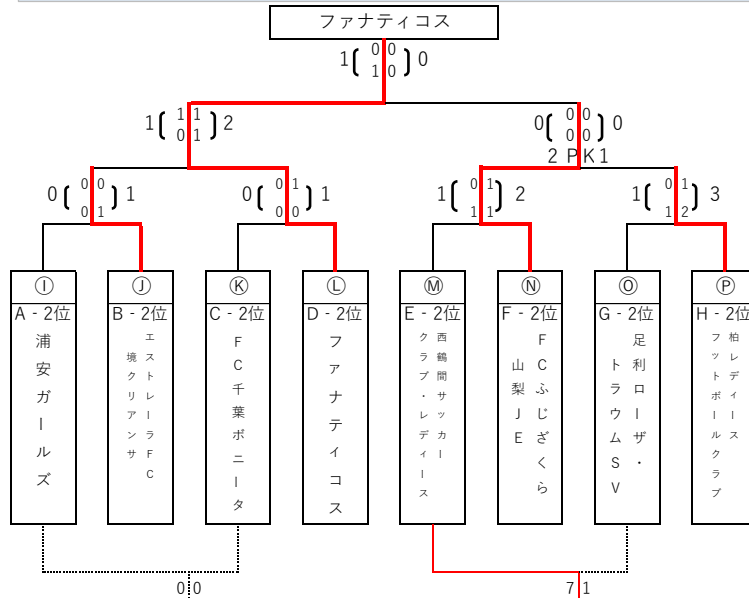 ファナティコス
1 ( 0 0 ) 0
1 0
1 ( 1 1 ) 2
0 1
0 ( 0 0 ) 0
0 0
2 PK1
0 ( 0 0 ) 1
0 1
0 ( 0 1 ) 1
0 0
1 ( 0 1 ) 2
1 1
1 ( 0 1 ) 3
1 2
Ⓘ
A - 2位
浦安ガールズ
Ⓙ
B - 2位
エストレーラFC
境クリアンサ
Ⓚ
C - 2位
FC千葉ボニータ
Ⓛ
D - 2位
ファナティコス
Ⓜ
E - 2位
西鶴間サッカー
クラブ・レディース
Ⓝ
F - 2位
FCふじざくら
山梨JE
Ⓞ
G - 2位
足利ローザ・
トラウムSV
Ⓟ
H - 2位
柏レディース
フットボールクラブ
0 0
7 1